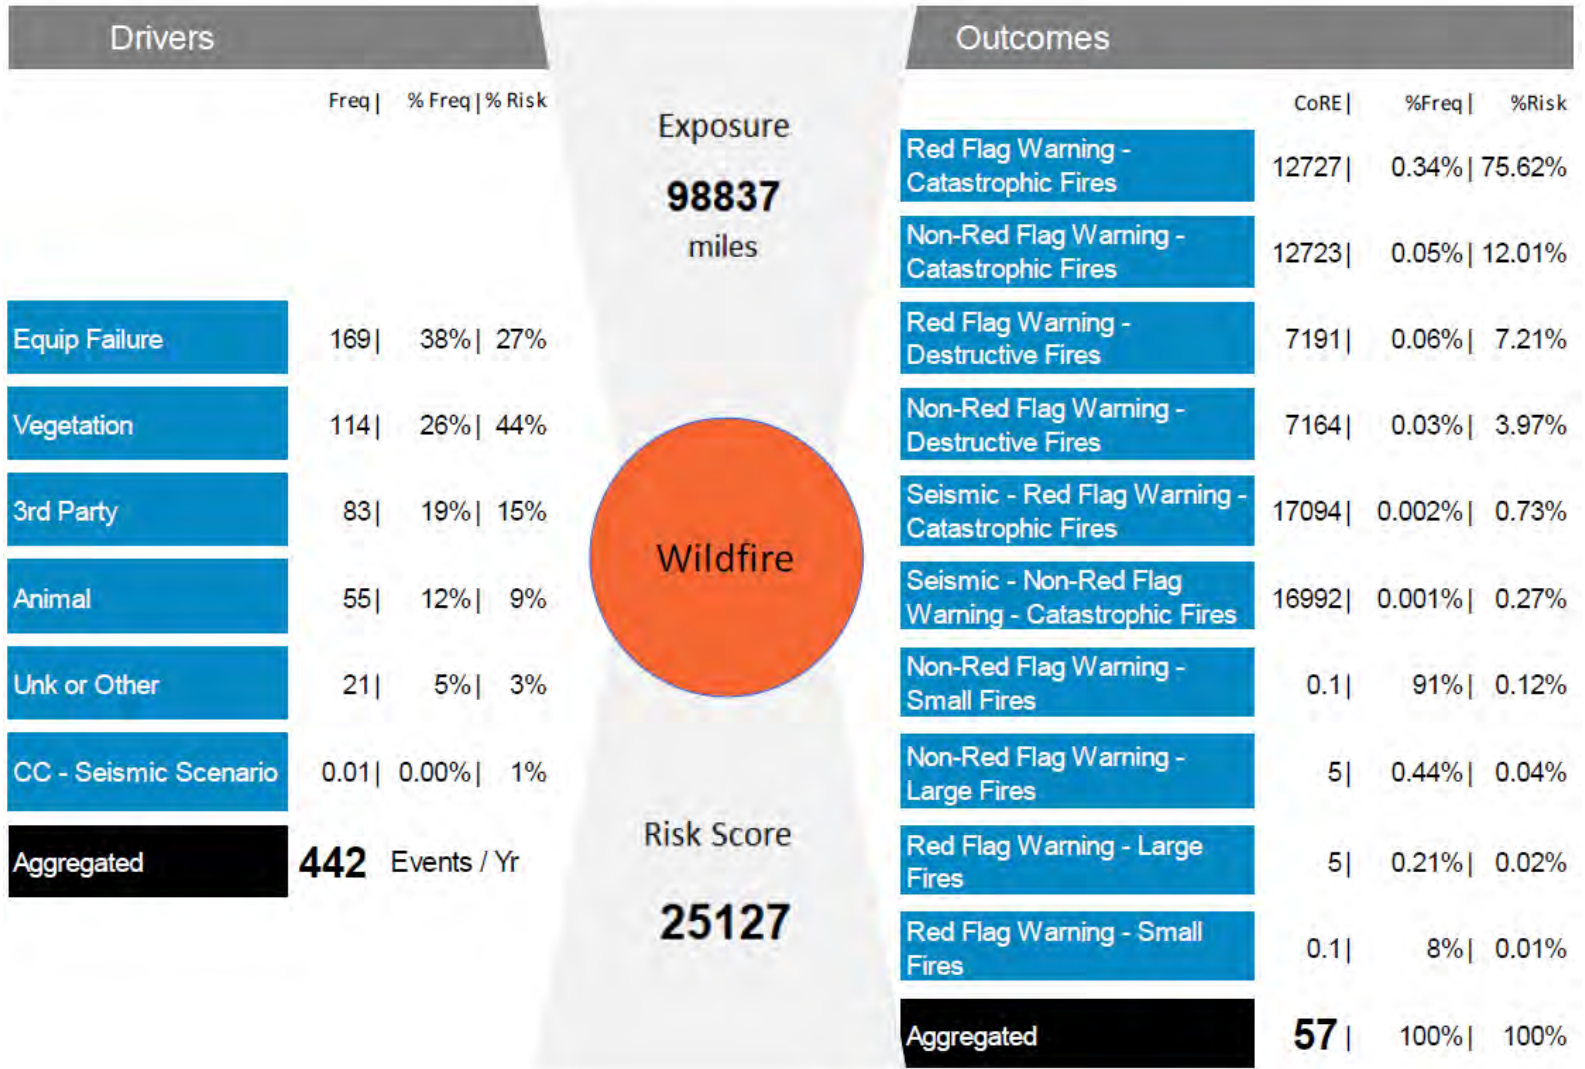 Drivers
Freq| % Freq|% Risk
Equip Failure 169| 38%| 27%
Vegetation 114| 26%| 44%
3rd Party 83| 19%| 15%
Animal 55| 12%| 9%
Unk or Other 21| 5%| 3%
CC - Seismic Scenario 0.01| 0.00%| 1%
Aggregated 442 Events / Yr
Exposure
98837
miles
Wildfire
Risk Score
25127
Outcomes
CoRE| %Freq| %Risk
Red Flag Warning -
Catastrophic Fires 12727| 0.34%| 75.62%
Non-Red Flag Warning -
Catastrophic Fires 12723| 0.05%| 12.01%
Red Flag Warning -
Destructive Fires 7191| 0.06%| 7.21%
Non-Red Flag Warning -
Destructive Fires 7164| 0.03%| 3.97%
Seismic - Red Flag Warning -
Catastrophic Fires 17094| 0.002%| 0.73%
Seismic - Non-Red Flag
Warning - Catastrophic Fires 16992| 0.001%| 0.27%
Non-Red Flag Warning -
Small Fires 0.1| 91%| 0.12%
Non-Red Flag Warning -
Large Fires 5| 0.44%| 0.04%
Red Flag Warning - Large
Fires 5| 0.21%| 0.02%
Red Flag Warning - Small
Fires 0.1| 8%| 0.01%
Aggregated 57| 100%| 100%